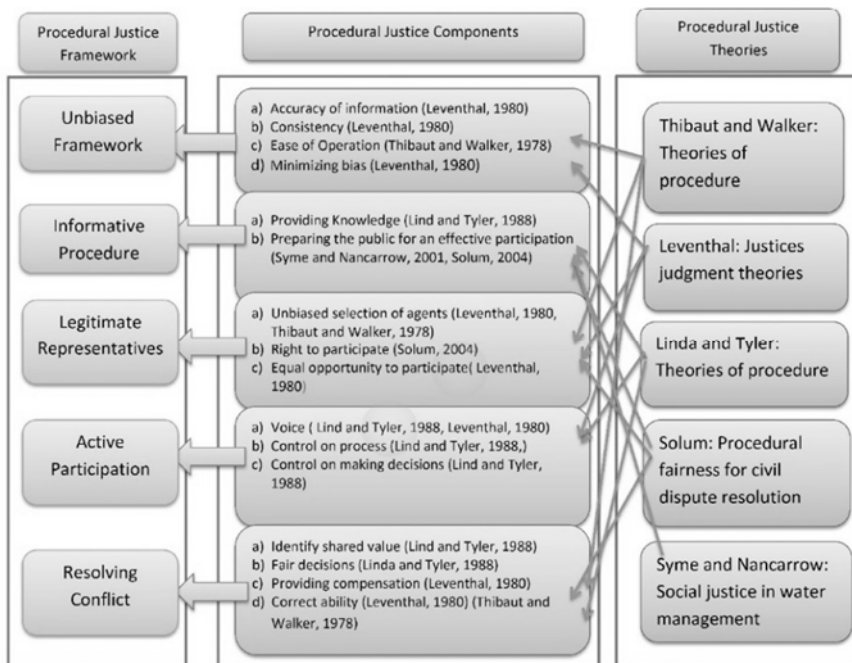 Procedural Justice
Framework
Procedural Justice Components
Procedural Justice
Theories
Unbiased
Framework
a) Accuracy of information (Leventhal, 1980)
b) Consistency (Leventhal, 1980)
c) Ease of Operation (Thibaut and Walker, 1978)
d) Minimizing bias (Leventhal, 1980)
Thibaut and Walker:
Theories of
procedure
Informative
Procedure
a) Providing Knowledge (Lind and Tyler, 1988)
b) Preparing the public for an effective participation
(Syme and Nancarrow, 2001, Solum, 2004)
Leventhal: Justices
judgment theories
Legitimate
Representatives
a) Unbiased selection of agents (Leventhal, 1980,
Thibaut and Walker, 1978)
b) Right to participate (Solum, 2004)
c) Equal opportunity to participate( Leventhal,
1980)
Linda and Tyler:
Theories of procedure
Active
Participation
a) Voice ( Lind and Tyler, 1988, Leventhal, 1980)
b) Control on process (Lind and Tyler, 1988,)
c) Control on making decisions (Lind and Tyler,
1988)
Solum: Procedural
fairness for civil
dispute resolution
Resolving
Conflict
a) Identify shared value (Lind and Tyler, 1988)
b) Fair decisions (Linda and Tyler, 1988)
c) Providing compensation (Leventhal, 1980)
d) Correct ability (Leventhal, 1980) (Thibaut and
Walker, 1978)
Syme and Nancarrow:
Social justice in water
management